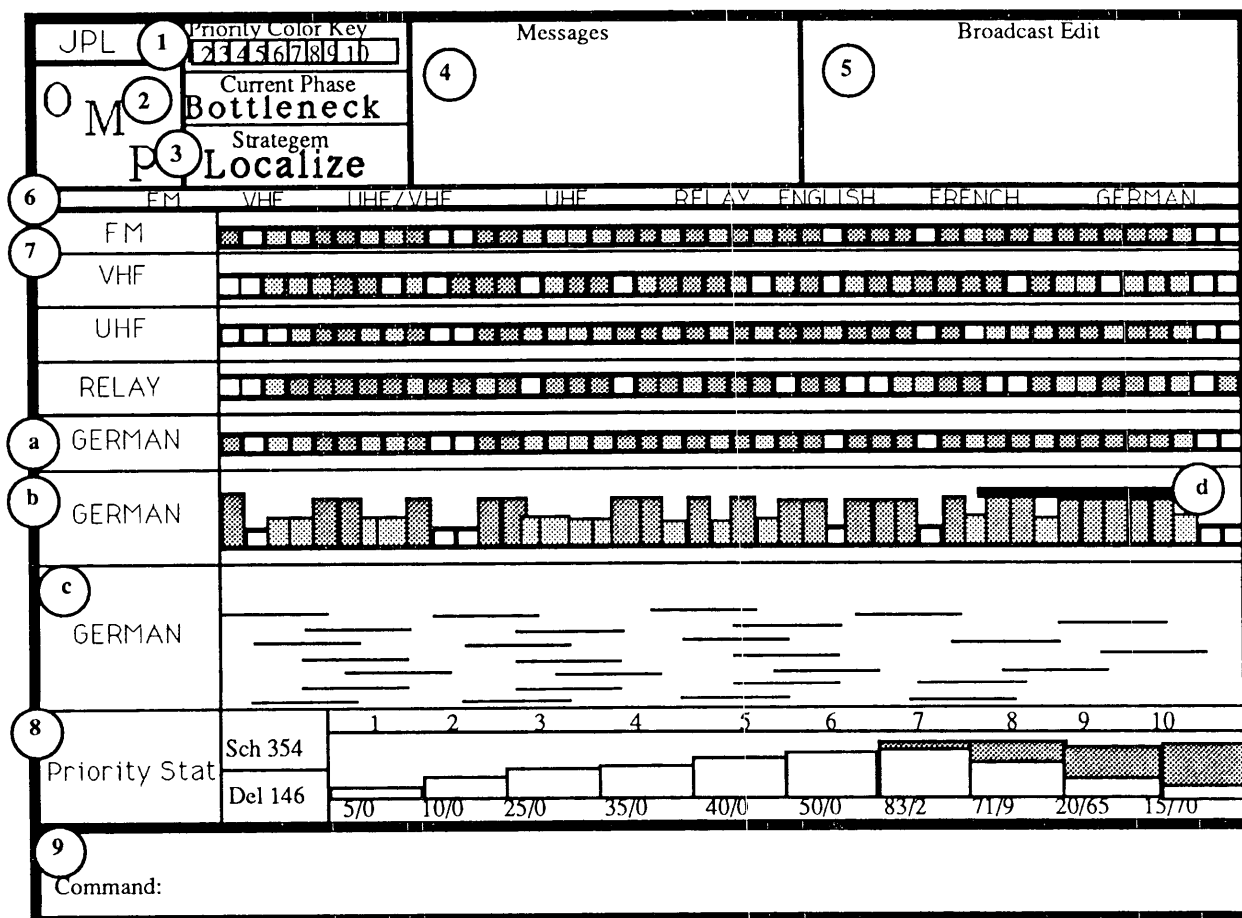 JPL
1
Priority Color Key
2 3 4 5 6 7 8 9 10
Messages
Broadcast Edit
4
5
O M P
2
Current Phase
Bottleneck
3
Strategem
Localize
6
FM VHF UHF/VHF UHF RELAY ENGLISH FRENCH GERMAN
7
FM
VHF
UHF
RELAY
a
GERMAN
b
GERMAN
d
c
GERMAN
8
Priority Stat
Sch 354
Del 146
1 2 3 4 5 6 7 8 9 10
5/0 10/0 25/0 35/0 40/0 50/0 83/2 71/9 20/65 15/70
9
Command: